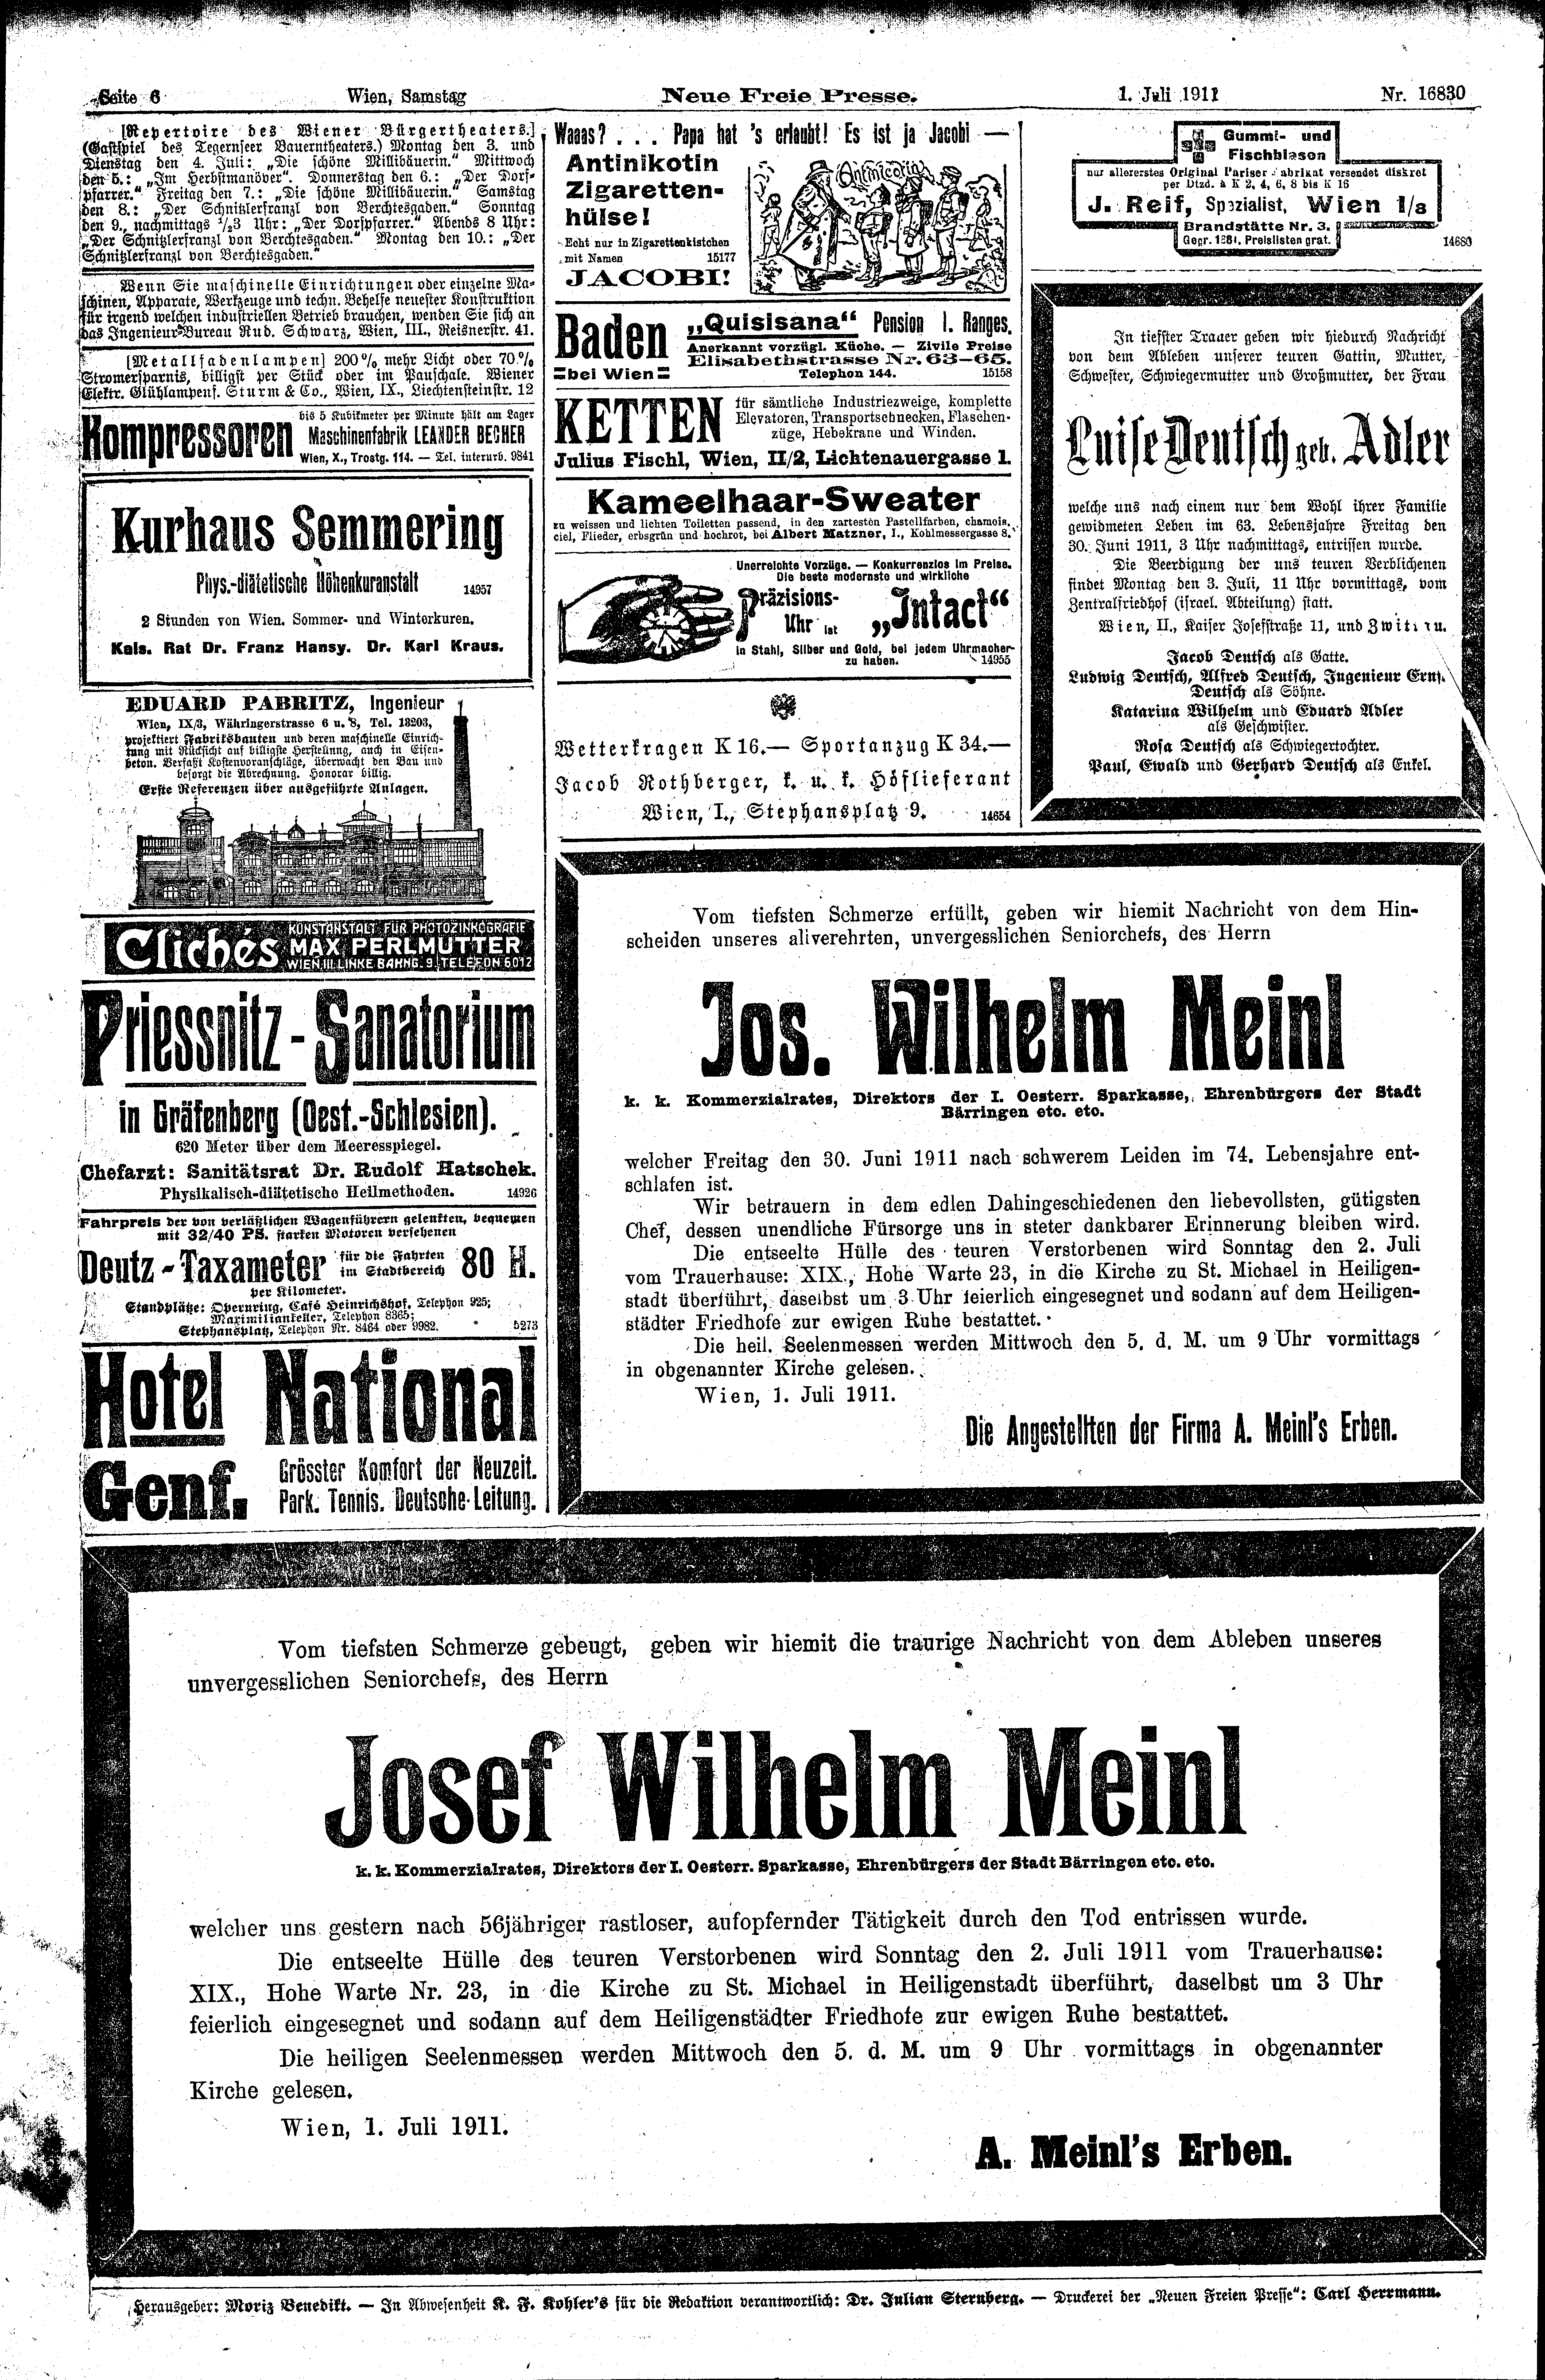 Seite 6 Wien, Samstag Neue Freie Presse. 1. Juli 1911 Nr. 16830
[Repertoire des Wiener Bürgertheaters.]
(Gastspiel des Tegernseer Bauerntheaters.) Montag den 3. und
Dienstag den 4. Juli: „Die schöne Millibäuerin.“ Mittwoch
den 5.: „Im Herbstmanöver“. Donnerstag den 6.: „Der Dorf-
pfarrer.“ Freitag den 7.: „Die schöne Millibäuerin.“ Samstag
den 8.: „Der Schnitzlerfranzl von Berchtesgaden.“ Sonntag
den 9., nachmittags ½3 Uhr: „Der Dorfpfarrer.“ Abends 8 Uhr:
„Der Schnitzlerfranzl von Berchtesgaden.“ Montag den 10.: „Der
Schnitzlerfranzl von Berchtesgaden.“
Wenn Sie maschinelle Einrichtungen oder einzelne Ma-
schinen, Apparate, Werkzeuge und techn. Behelfe neuester Konstruktion
für irgend welchen industriellen Betrieb brauchen, wenden Sie sich an
das Ingenieur-Bureau Rud. Schwarz, Wien, III., Reisnerstr. 41.
[Metallfadenlampen] 200%, mehr Licht oder 70%
Stromersparnis, billigst per Stück oder im Pauschale. Wiener
Elektr. Glühlampenf. Sturm & Co., Wien, IX., Liechtensteinstr. 12
Kompressoren
bis 5 Kubikmeter per Minute hält am Lager
Maschinenfabrik LEANDER BECHER
Wien, X., Trostg. 114. — Tel. interurb. 9841
Kurhaus Semmering
Phys.-diätetische Höhenkuranstalt 14957
2 Stunden von Wien. Sommer- und Winterkuren.
Kais. Rat Dr. Franz Hansy. Dr. Karl Kraus.
EDUARD PABRITZ, Ingenieur
Wien, IX/3, Währingerstrasse 6 u. 8, Tel. 13203,
projektiert Fabriksbauten und deren maschinelle Einrich-
tung mit Rücksicht auf billigste Herstellung, auch in Eisen-
beton. Verfaßt Kostenvoranschläge, überwacht den Bau und
besorgt die Abrechnung. Honorar billig.
Erste Referenzen über ausgeführte Anlagen.
Clichés
KUNSTANSTALT FÜR PHOTOZINKOGRAFIE
MAX PERLMUTTER
WIEN III. LINKE BAHNG. 9. TELEFON 6012
Priessnitz-Sanatorium
in Gräfenberg (Oest.-Schlesien).
620 Meter über dem Meeresspiegel.
Chefarzt: Sanitätsrat Dr. Rudolf Hatschek.
Physikalisch-diätetische Heilmethoden. 14926
Fahrpreis der von verläßlichen Wagenführern gelenkten, bequemen
mit 32/40 PS. starken Motoren versehenen
Deutz-Taxameter für die Fahrten im Stadtbereich 80 H.
per Kilometer.
Standplätze: Opernring, Café Heinrichshof, Telephon 925;
Maximiliankeller, Telephon 8365;
Stephansplatz, Telephon Nr. 8464 oder 9982. 5273
Hotel National
Genf.
Grösster Komfort der Neuzeit.
Park. Tennis. Deutsche Leitung.
Waaas? . . . Papa hat 's erlaubt! Es ist ja Jacobi —
Antinikotin
Zigaretten-
hülse!
Echt nur in Zigarettenkistchen
mit Namen 15177
JACOBI!
Antinicotin
Baden
bei Wien
„Quisisana“ Pension I. Ranges.
Anerkannt vorzügl. Küche. — Zivile Preise
Elisabethstrasse Nr. 63—65.
Telephon 144. 15158
KETTEN
für sämtliche Industriezweige, komplette
Elevatoren, Transportschnecken, Flaschen-
züge, Hebekrane und Winden.
Julius Fischl, Wien, II/2, Lichtenauergasse 1.
Kameelhaar-Sweater
zu weissen und lichten Toiletten passend, in den zartesten Pastellfarben, chamois,
ciel, Flieder, erbsgrün und hochrot, bei Albert Matzner, I., Kohlmessergasse 8.
Unerreichte Vorzüge. — Konkurrenzlos im Preise.
Die beste modernste und wirkliche
Präzisions-
Uhr ist „Intact“
in Stahl, Silber und Gold, bei jedem Uhrmacher
zu haben. 14955
Wetterkragen K 16.— Sportanzug K 34.—
Jacob Rothberger, k. u. k. Hoflieferant
Wien, I., Stephansplatz 9. 14654
Gummi- und
Fischblasen
nur allererstes Original Pariser Fabrikat versendet diskret
per Dtzd. à K 2, 4, 6, 8 bis K 16
J. Reif, Spezialist, Wien I/8
Brandstätte Nr. 3.
Gegr. 1861. Preislisten grat. 14680
In tiefster Trauer geben wir hiedurch Nachricht
von dem Ableben unserer teuren Gattin, Mutter,
Schwester, Schwiegermutter und Großmutter, der Frau
Luise Deutsch geb. Adler
welche uns nach einem nur dem Wohl ihrer Familie
gewidmeten Leben im 63. Lebensjahre Freitag den
30. Juni 1911, 3 Uhr nachmittags, entrissen wurde.
Die Beerdigung der uns teuren Verblichenen
findet Montag den 3. Juli, 11 Uhr vormittags, vom
Zentralfriedhof (israel. Abteilung) statt.
Wien, II., Kaiser Josefstraße 11, und
Jacob Deutsch als Gatte.
Ludwig Deutsch, Alfred Deutsch, Ingenieur Ernst
Deutsch als Söhne.
Katarina Wilhelm und Eduard Adler
als Geschwister.
Rosa Deutsch als Schwiegertochter.
Paul, Ewald und Gerhard Deutsch als Enkel.
Vom tiefsten Schmerze erfüllt, geben wir hiemit Nachricht von dem Hin-
scheiden unseres allverehrten, unvergesslichen Seniorchefs, des Herrn
Jos. Wilhelm Meinl
k. k. Kommerzialrates, Direktors der I. Oesterr. Sparkasse, Ehrenbürgers der Stadt
Bärringen etc. etc.
welcher Freitag den 30. Juni 1911 nach schwerem Leiden im 74. Lebensjahre ent-
schlafen ist.
Wir betrauern in dem edlen Dahingeschiedenen den liebevollsten, gütigsten
Chef, dessen unendliche Fürsorge uns in steter dankbarer Erinnerung bleiben wird.
Die entseelte Hülle des teuren Verstorbenen wird Sonntag den 2. Juli
vom Trauerhause: XIX., Hohe Warte 23, in die Kirche zu St. Michael in Heiligen-
stadt überführt, daselbst um 3 Uhr feierlich eingesegnet und sodann auf dem Heiligen-
städter Friedhofe zur ewigen Ruhe bestattet.
Die heil. Seelenmessen werden Mittwoch den 5. d. M. um 9 Uhr vormittags
in obgenannter Kirche gelesen.
Wien, 1. Juli 1911.
Die Angestellten der Firma A. Meinl's Erben.
Vom tiefsten Schmerze gebeugt, geben wir hiemit die traurige Nachricht von dem Ableben unseres
unvergesslichen Seniorchefs, des Herrn
Josef Wilhelm Meinl
k. k. Kommerzialrates, Direktors der I. Oesterr. Sparkasse, Ehrenbürgers der Stadt Bärringen etc. etc.
welcher uns gestern nach 56jähriger rastloser, aufopfernder Tätigkeit durch den Tod entrissen wurde.
Die entseelte Hülle des teuren Verstorbenen wird Sonntag den 2. Juli 1911 vom Trauerhause:
XIX., Hohe Warte Nr. 23, in die Kirche zu St. Michael in Heiligenstadt überführt, daselbst um 3 Uhr
feierlich eingesegnet und sodann auf dem Heiligenstädter Friedhofe zur ewigen Ruhe bestattet.
Die heiligen Seelenmessen werden Mittwoch den 5. d. M. um 9 Uhr vormittags in obgenannter
Kirche gelesen.
Wien, 1. Juli 1911.
A. Meinl's Erben.
Herausgeber: Moriz Benedikt. — In Abwesenheit K. F. Kohler's für die Redaktion verantwortlich: Dr. Julian Sternberg. — Druckerei der „Neuen Freien Presse“: Carl Herrmann.